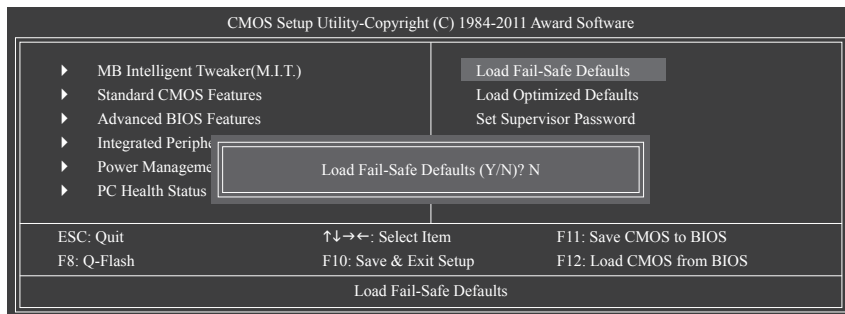 CMOS Setup Utility-Copyright (C) 1984-2011 Award Software
MB Intelligent Tweaker(M.I.T.)
Standard CMOS Features
Advanced BIOS Features
Integrated Periphe
Power Manageme
PC Health Status
Load Fail-Safe Defaults
Load Optimized Defaults
Set Supervisor Password
Load Fail-Safe Defaults (Y/N)? N
ESC: Quit ↑↓→←: Select Item F11: Save CMOS to BIOS
F8: Q-Flash F10: Save & Exit Setup F12: Load CMOS from BIOS
Load Fail-Safe Defaults